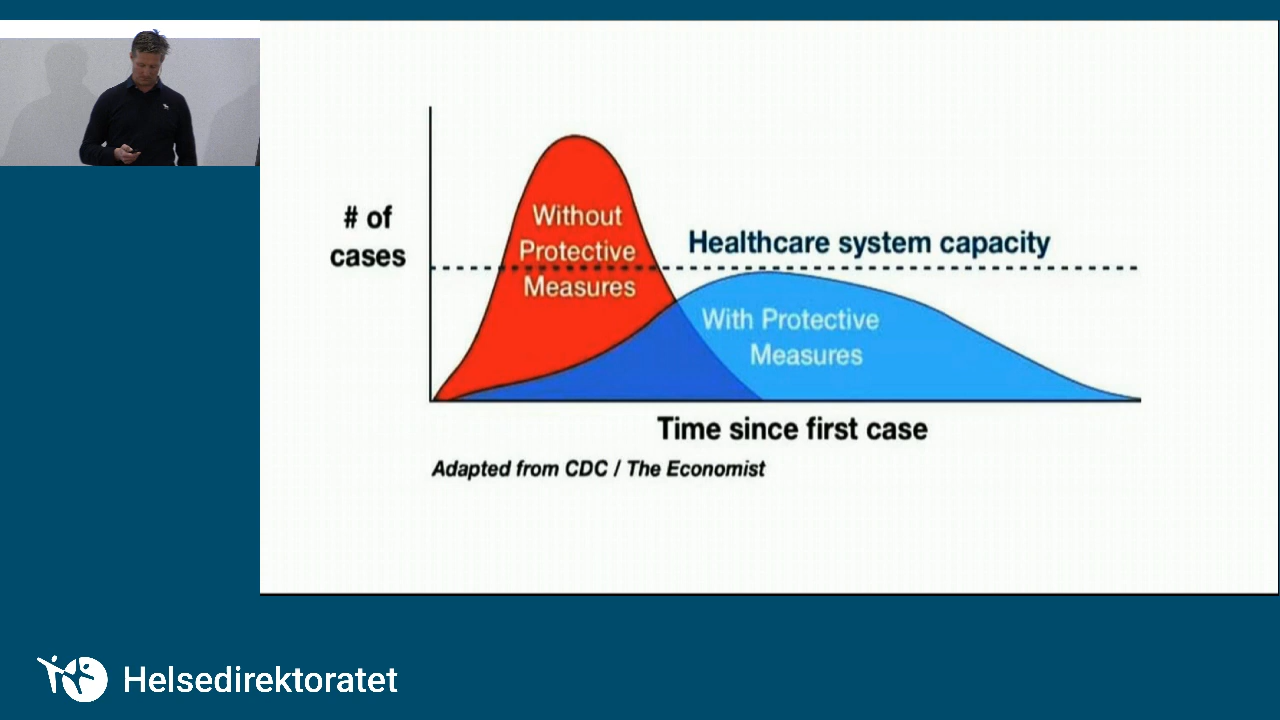 # of
cases
Without
Protective
Measures
Healthcare system capacity
With Protective
Measures
Time since first case
Adapted from CDC / The Economist
Helsedirektoratet